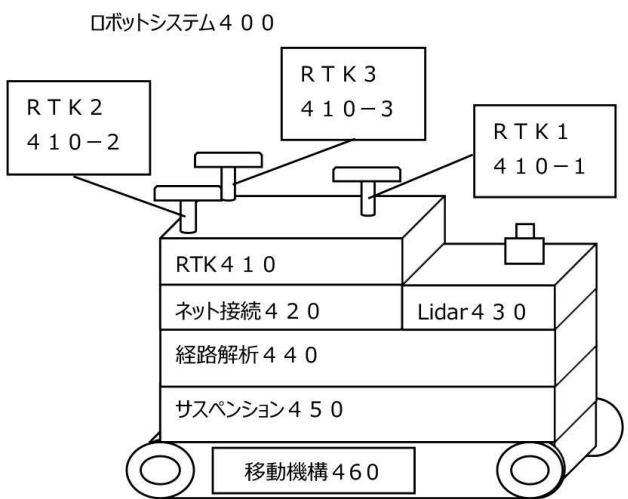 ロボットシステム４００
ＲＴＫ３
４１０－３
ＲＴＫ２
４１０－２
ＲＴＫ１
４１０－１
RTK４１０
ネット接続４２０
Lidar４３０
経路解析４４０
サスペンション４５０
移動機構４６０